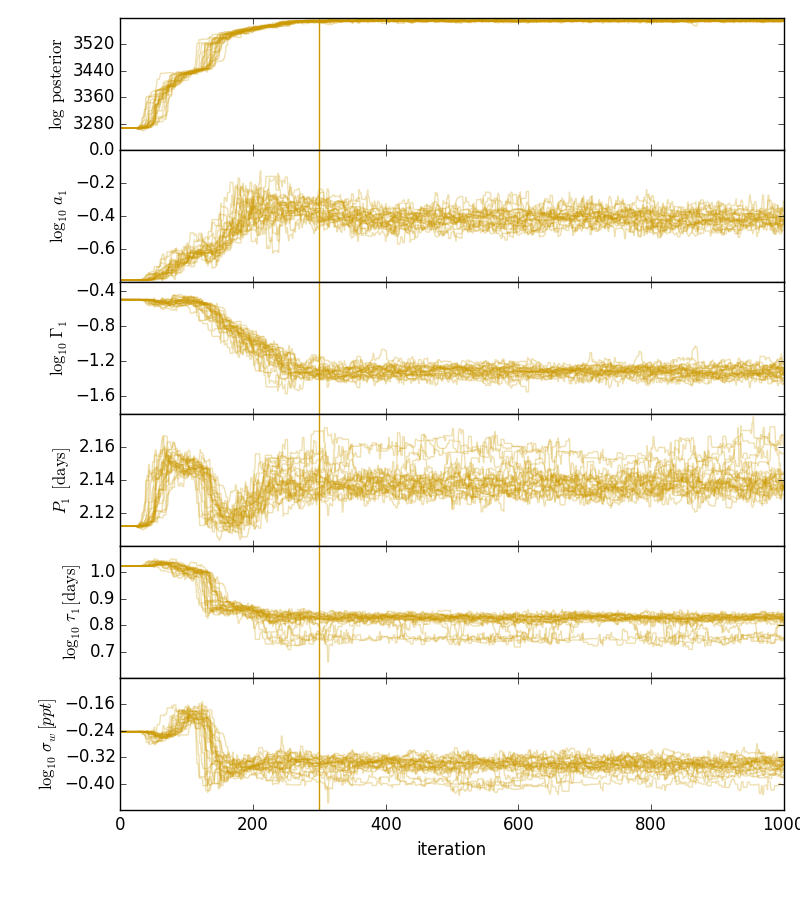 log posterior
3520
3440
3360
3280
log₁₀ a₁
0.0
−0.2
−0.4
−0.6
log₁₀ Γ₁
−0.4
−0.8
−1.2
−1.6
P₁ [days]
2.16
2.14
2.12
log₁₀ τ₁ [days]
1.0
0.9
0.8
0.7
log₁₀ σ_w [ppt]
−0.16
−0.24
−0.32
−0.40
0 200 400 600 800 1000
iteration